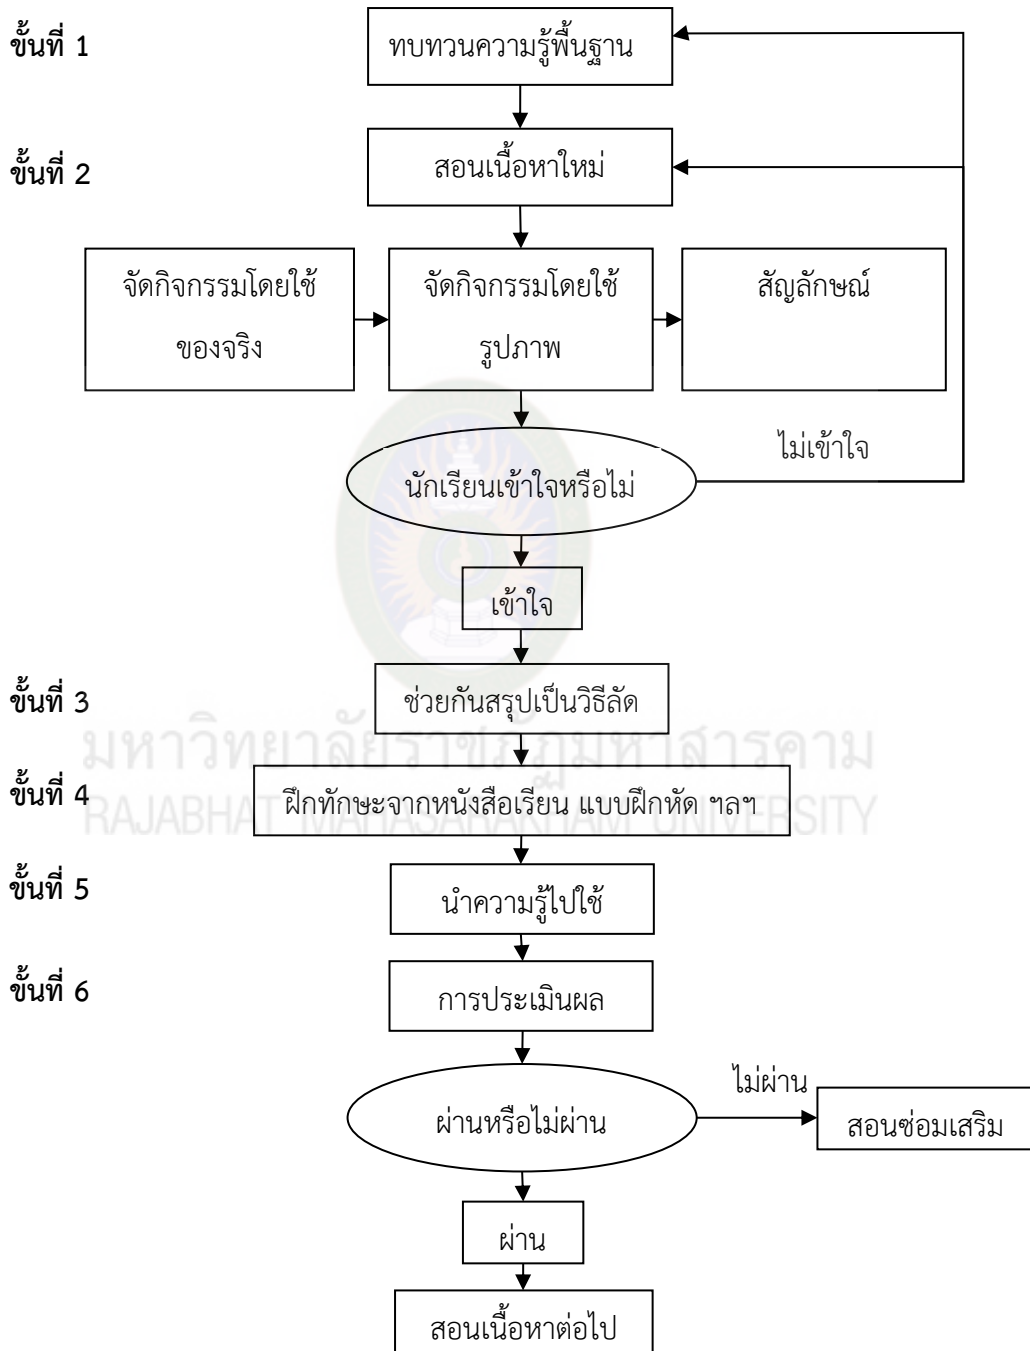 ขั้นที่ 1
ทบทวนความรู้พื้นฐาน
ขั้นที่ 2
สอนเนื้อหาใหม่
จัดกิจกรรมโดยใช้
ของจริง
จัดกิจกรรมโดยใช้
รูปภาพ
สัญลักษณ์
ไม่เข้าใจ
นักเรียนเข้าใจหรือไม่
เข้าใจ
ขั้นที่ 3
ช่วยกันสรุปเป็นวิธีลัด
มหาวิทยาลัยราชภัฏมหาสารคาม
ขั้นที่ 4
ฝึกทักษะจากหนังสือเรียน แบบฝึกหัด ฯลฯ
RAJABHAT MAHASARAKHAM UNIVERSITY
ขั้นที่ 5
นำความรู้ไปใช้
ขั้นที่ 6
การประเมินผล
ไม่ผ่าน
ผ่านหรือไม่ผ่าน
สอนซ่อมเสริม
ผ่าน
สอนเนื้อหาต่อไป